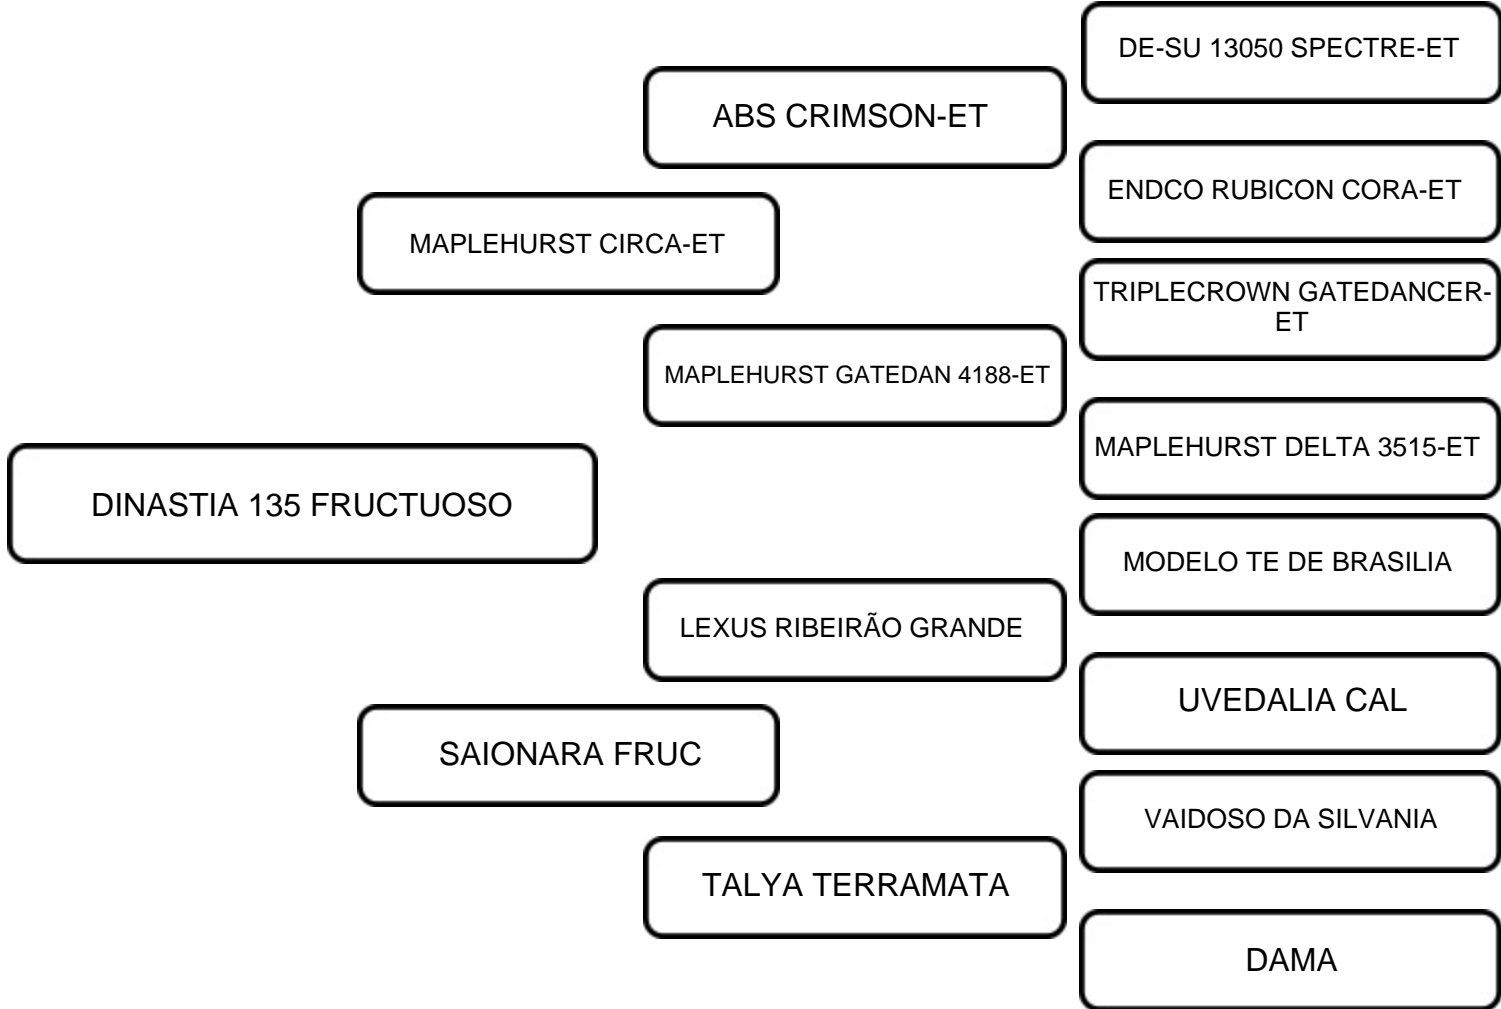 DE-SU 13050 SPECTRE-ET
ABS CRIMSON-ET
ENDCO RUBICON CORA-ET
MAPLEHURST CIRCA-ET
TRIPLECROWN GATEDANCER-
ET
MAPLEHURST GATEDAN 4188-ET
MAPLEHURST DELTA 3515-ET
DINASTIA 135 FRUCTUOSO
MODELO TE DE BRASILIA
LEXUS RIBEIRÃO GRANDE
UVEDALIA CAL
SAIONARA FRUC
VAIDOSO DA SILVANIA
TALYA TERRAMATA
DAMA